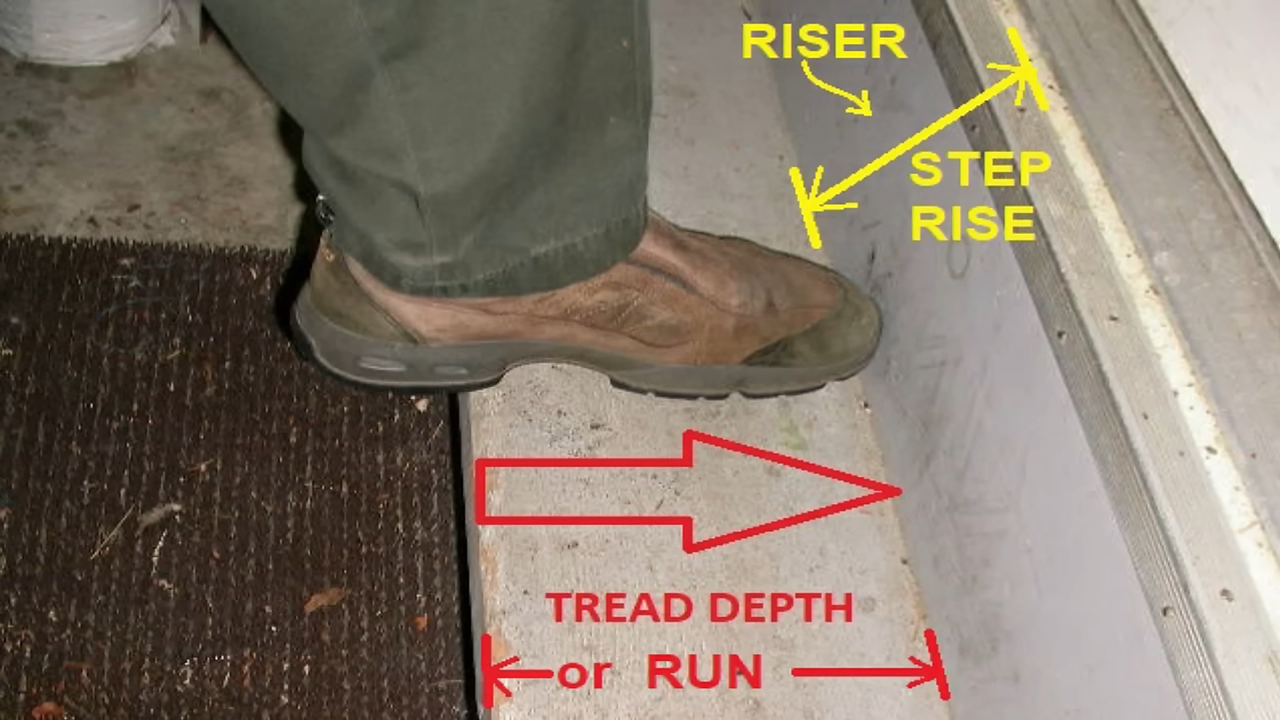 RISER
STEP
RISE
TREAD DEPTH
or RUN